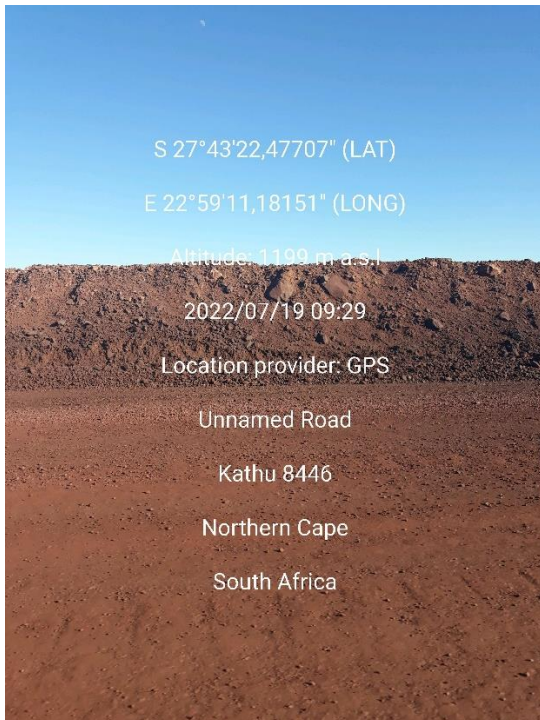 S 27°43'22,47707" (LAT)
E 22°59'11,18151" (LONG)
Altitude: 1199 m a.s.l
2022/07/19 09:29
Location provider: GPS
Unnamed Road
Kathu 8446
Northern Cape
South Africa